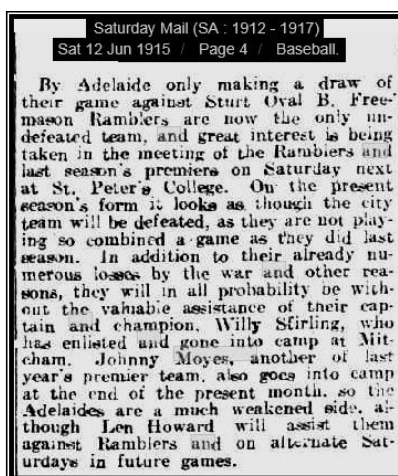 Saturday Mail (SA : 1912 - 1917)
Sat 12 Jun 1915 / Page 4 / Baseball.
By Adelaide only making a draw of
their game against Sturt Oval B. Free-
mason Ramblers are now the only un-
defeated team, and great interest is being
taken in the meeting of the Ramblers and
last season's premiers on Saturday next
at St. Peter's College. On the present
season's form it looks as though the city
team will be defeated, as they are not play-
ing so combined a game as they did last
season. In addition to their already nu-
merous losses by the war and other rea-
sons, they will in all probability be with-
out the valuable assistance of their cap-
tain and champion, Willy Stirling, who
has enlisted and gone into camp at Mit-
cham. Johnny Moyes, another of last
year's premier team, also goes into camp
at the end of the present month, so the
Adelaides are a much weakened side, al-
though Len Howard will assist them
against Ramblers and on alternate Sat-
urdays in future games.